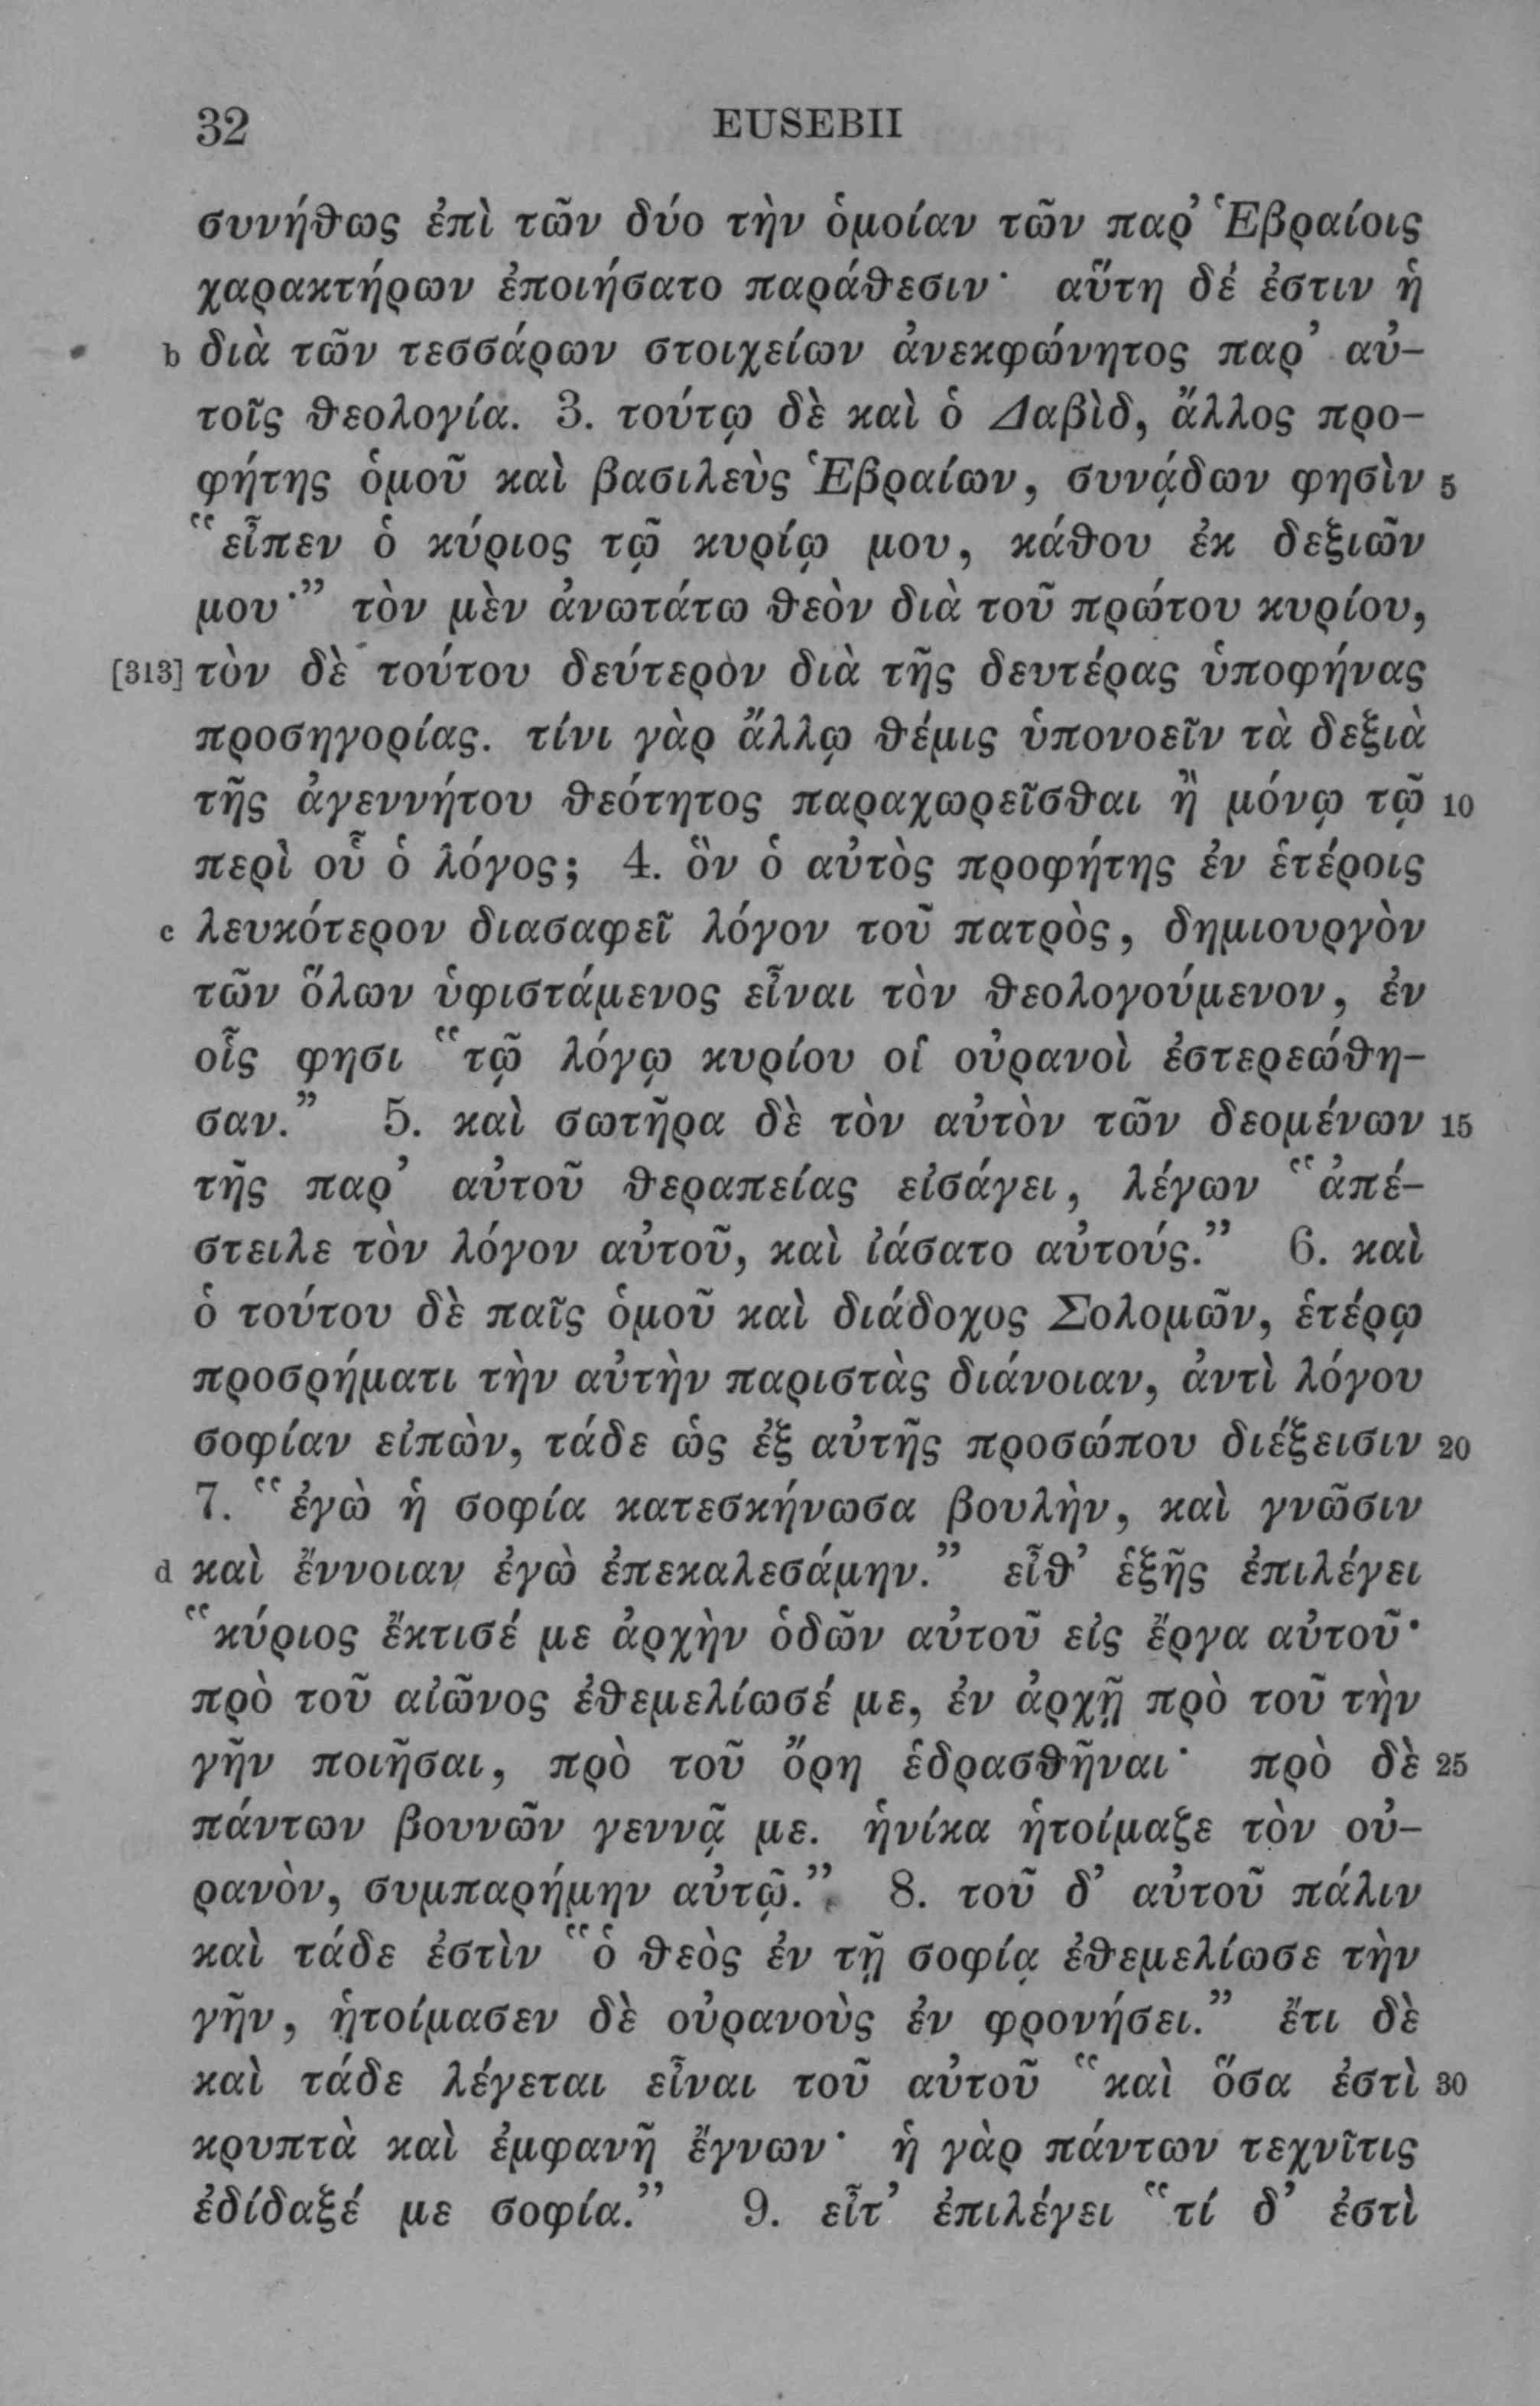 32 EUSEBII
συνήθως ἐπὶ τῶν δύο τὴν ὁμοίαν τῶν παρ’ Ἑβραίοις
χαρακτήρων ἐποιήσατο παράθεσιν· αὕτη δέ ἐστιν ἡ
b διὰ τῶν τεσσάρων στοιχείων ἀνεκφώνητος παρ’ αὐ-
τοῖς θεολογία. 3. τούτῳ δὲ καὶ ὁ Δαβὶδ, ἄλλος προ-
φήτης ὁμοῦ καὶ βασιλεὺς Ἑβραίων, συνᾴδων φησὶν 5
“εἶπεν ὁ κύριος τῷ κυρίῳ μου, κάθου ἐκ δεξιῶν
μου·” τὸν μὲν ἀνωτάτω θεὸν διὰ τοῦ πρώτου κυρίου,
[313] τὸν δὲ τούτου δεύτερον διὰ τῆς δευτέρας ὑποφήνας
προσηγορίας. τίνι γὰρ ἄλλῳ θέμις ὑπονοεῖν τὰ δεξιὰ
τῆς ἀγεννήτου θεότητος παραχωρεῖσθαι ἢ μόνῳ τῷ 10
περὶ οὗ ὁ λόγος; 4. ὃν ὁ αὐτὸς προφήτης ἐν ἑτέροις
c λευκότερον διασαφεῖ λόγον τοῦ πατρὸς, δημιουργὸν
τῶν ὅλων ὑφιστάμενος εἶναι τὸν θεολογούμενον, ἐν
οἷς φησι “τῷ λόγῳ κυρίου οἱ οὐρανοὶ ἐστερεώθη-
σαν.” 5. καὶ σωτῆρα δὲ τὸν αὐτὸν τῶν δεομένων 15
τῆς παρ’ αὐτοῦ θεραπείας εἰσάγει, λέγων “ἀπέ-
στειλε τὸν λόγον αὐτοῦ, καὶ ἰάσατο αὐτούς.” 6. καὶ
ὁ τούτου δὲ παῖς ὁμοῦ καὶ διάδοχος Σολομῶν, ἑτέρῳ
προσρήματι τὴν αὐτὴν παριστὰς διάνοιαν, ἀντὶ λόγου
σοφίαν εἰπὼν, τάδε ὡς ἐξ αὐτῆς προσώπου διέξεισιν 20
7. “ἐγὼ ἡ σοφία κατεσκήνωσα βουλὴν, καὶ γνῶσιν
d καὶ ἔννοιαν ἐγὼ ἐπεκαλεσάμην.” εἶθ’ ἑξῆς ἐπιλέγει
“κύριος ἔκτισέ με ἀρχὴν ὁδῶν αὐτοῦ εἰς ἔργα αὐτοῦ·
πρὸ τοῦ αἰῶνος ἐθεμελίωσέ με, ἐν ἀρχῇ πρὸ τοῦ τὴν
γῆν ποιῆσαι, πρὸ τοῦ ὄρη ἑδρασθῆναι· πρὸ δὲ 25
πάντων βουνῶν γεννᾷ με. ἡνίκα ἡτοίμαζε τὸν οὐ-
ρανὸν, συμπαρήμην αὐτῷ.” 8. τοῦ δ’ αὐτοῦ πάλιν
καὶ τάδε ἐστὶν “ὁ θεὸς ἐν τῇ σοφίᾳ ἐθεμελίωσε τὴν
γῆν, ἡτοίμασεν δὲ οὐρανοὺς ἐν φρονήσει.” ἔτι δὲ
καὶ τάδε λέγεται εἶναι τοῦ αὐτοῦ “καὶ ὅσα ἐστὶ 30
κρυπτὰ καὶ ἐμφανῆ ἔγνων· ἡ γὰρ πάντων τεχνῖτις
ἐδίδαξέ με σοφία.” 9. εἶτ’ ἐπιλέγει “τί δ’ ἐστὶ